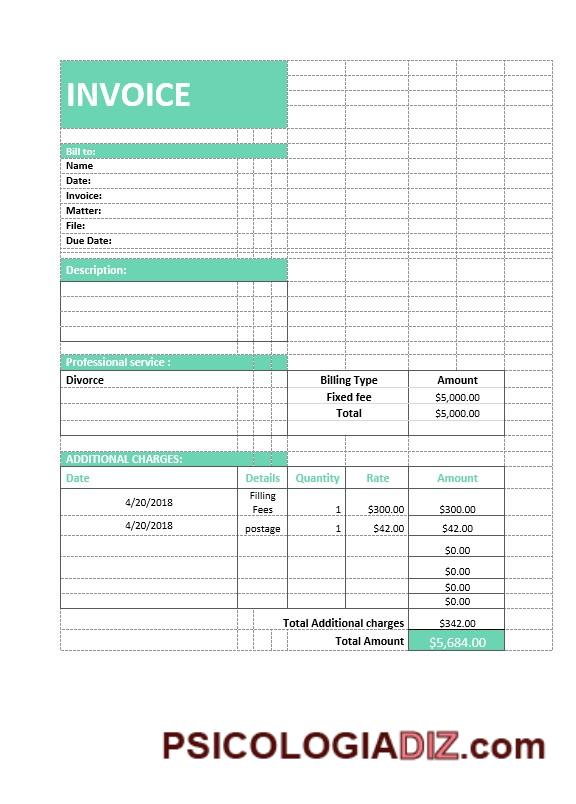 INVOICE
Bill to:
Name
Date:
Invoice:
Matter:
File:
Due Date:
Description:
Professional service :
Divorce Billing Type Amount
Fixed fee $5,000.00
Total $5,000.00
ADDITIONAL CHARGES:
Date Details Quantity Rate Amount
4/20/2018 Filling Fees 1 $300.00 $300.00
4/20/2018 postage 1 $42.00 $42.00
$0.00
$0.00
$0.00
$0.00
Total Additional charges $342.00
Total Amount $5,684.00
PSICOLOGIADIZ.com